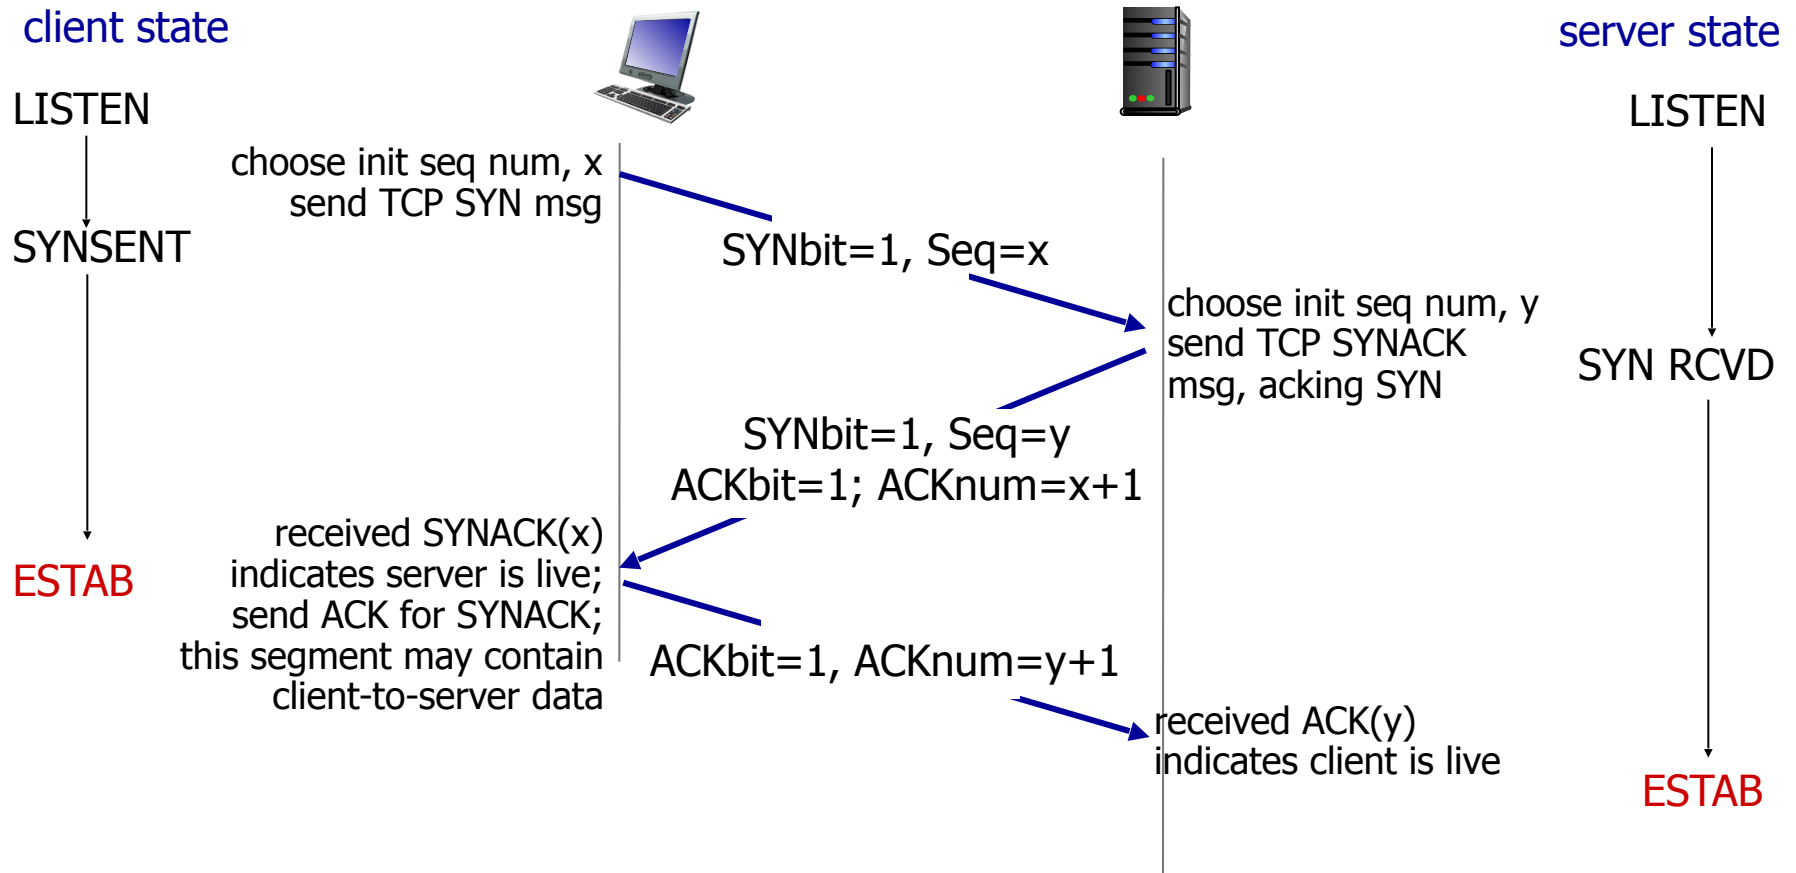 client state
server state
LISTEN
LISTEN
choose init seq num, x
send TCP SYN msg
SYNSENT
SYNbit=1, Seq=x
choose init seq num, y
send TCP SYNACK
msg, acking SYN
SYN RCVD
SYNbit=1, Seq=y
ACKbit=1; ACKnum=x+1
received SYNACK(x)
indicates server is live;
send ACK for SYNACK;
this segment may contain
client-to-server data
ESTAB
ACKbit=1, ACKnum=y+1
received ACK(y)
indicates client is live
ESTAB